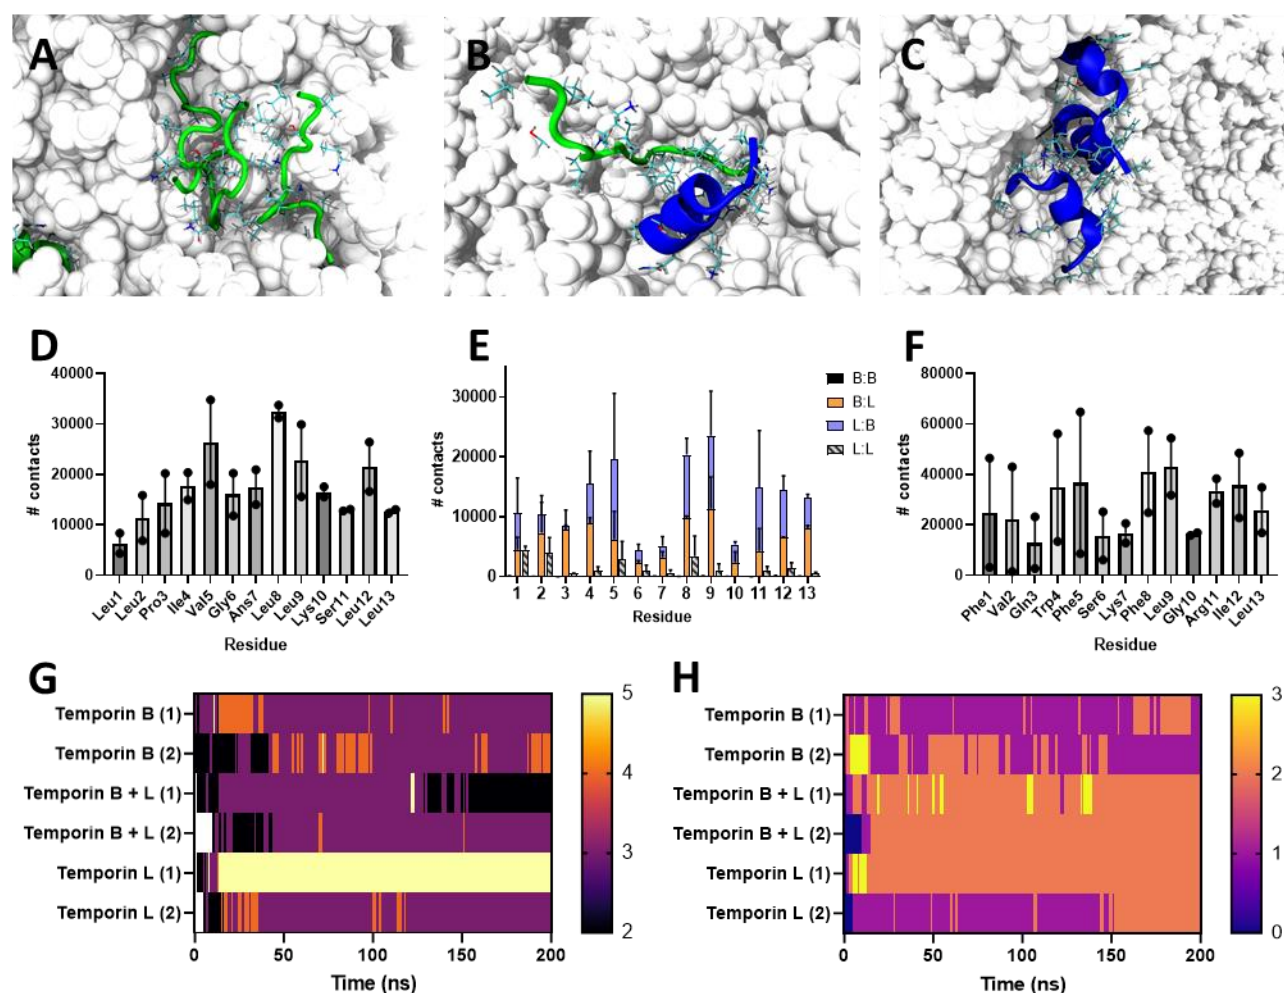 A
B
C
D
# contacts
40000
30000
20000
10000
0
Leu1
Leu2
Pro3
Ile4
Val5
Gly6
Ans7
Leu8
Leu9
Lys10
Ser11
Leu12
Leu13
Residue
E
# contacts
30000
20000
10000
0
1 2 3 4 5 6 7 8 9 10 11 12 13
Residue
B:B
B:L
L:B
L:L
F
# contacts
80000
60000
40000
20000
0
Phe1
Val2
Gln3
Trp4
Phe5
Ser6
Lys7
Phe8
Leu9
Gly10
Arg11
Ile12
Leu13
Residue
G
Temporin B (1)
Temporin B (2)
Temporin B + L (1)
Temporin B + L (2)
Temporin L (1)
Temporin L (2)
0 50 100 150 200
Time (ns)
5
4
3
2
H
Temporin B (1)
Temporin B (2)
Temporin B + L (1)
Temporin B + L (2)
Temporin L (1)
Temporin L (2)
0 50 100 150 200
Time (ns)
3
2
1
0